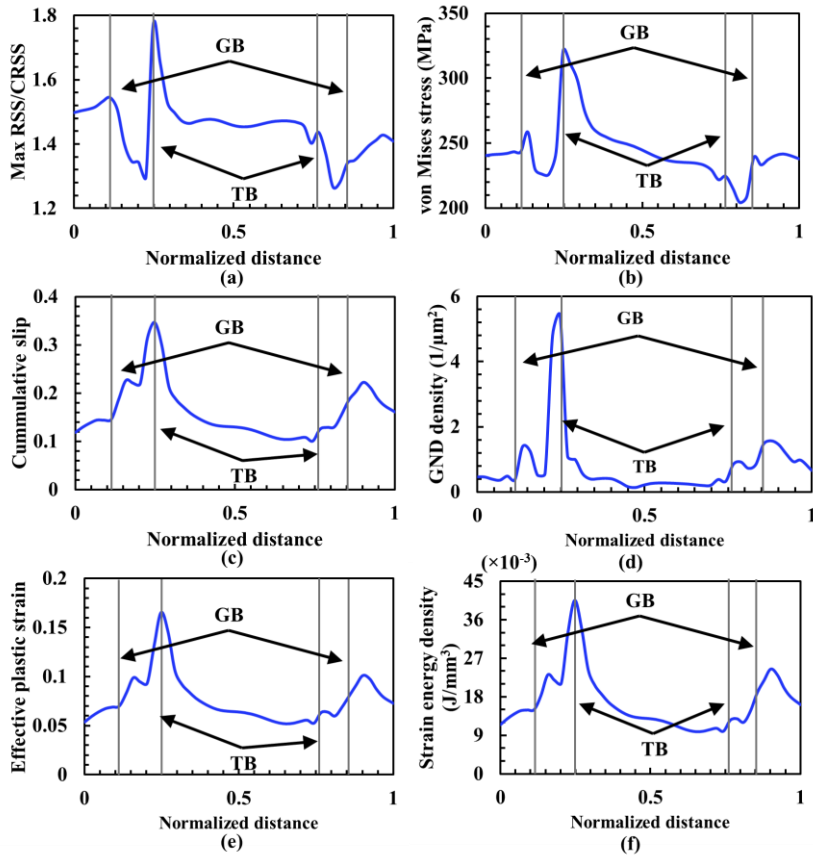 Max RSS/CRSS
1.8
1.6
1.4
1.2
GB
TB
0
0.5
1
Normalized distance
(a)
von Mises stress (MPa)
350
300
250
200
GB
TB
0
0.5
1
Normalized distance
(b)
Cummulative slip
0.4
0.3
0.2
0.1
0
GB
TB
0
0.5
1
Normalized distance
(c)
GND density (1/μm²)
6
4
2
0
GB
TB
0
0.5
1
Normalized distance
(d)
Effective plastic strain
0.2
0.15
0.1
0.05
0
GB
TB
0
0.5
1
Normalized distance
(e)
(×10⁻³)
Strain energy density
(J/mm³)
45
36
27
18
9
0
GB
TB
0
0.5
1
Normalized distance
(f)